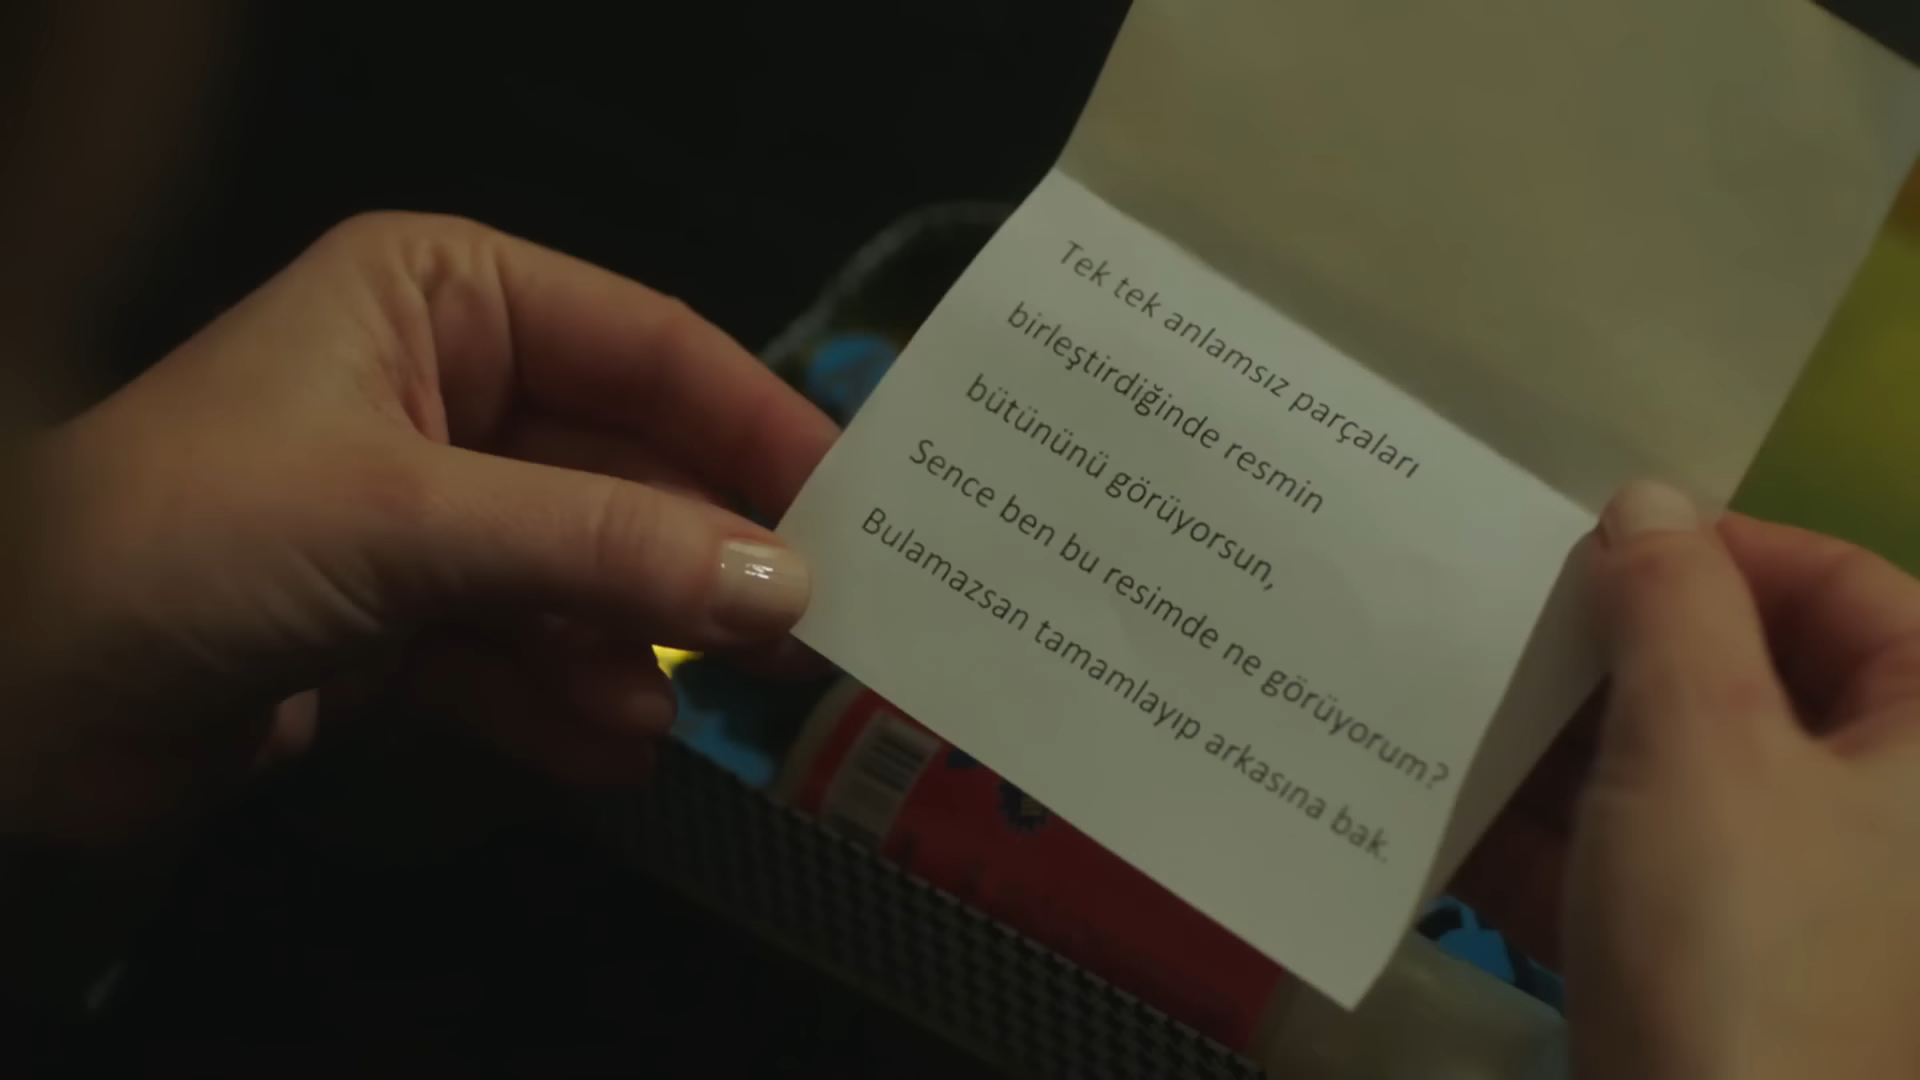 Tek tek anlamsız parçaları
birleştirdiğinde resmin
bütününü görüyorsun,
Sence ben bu resimde ne görüyorum?
Bulamazsan tamamlayıp arkasına bak.